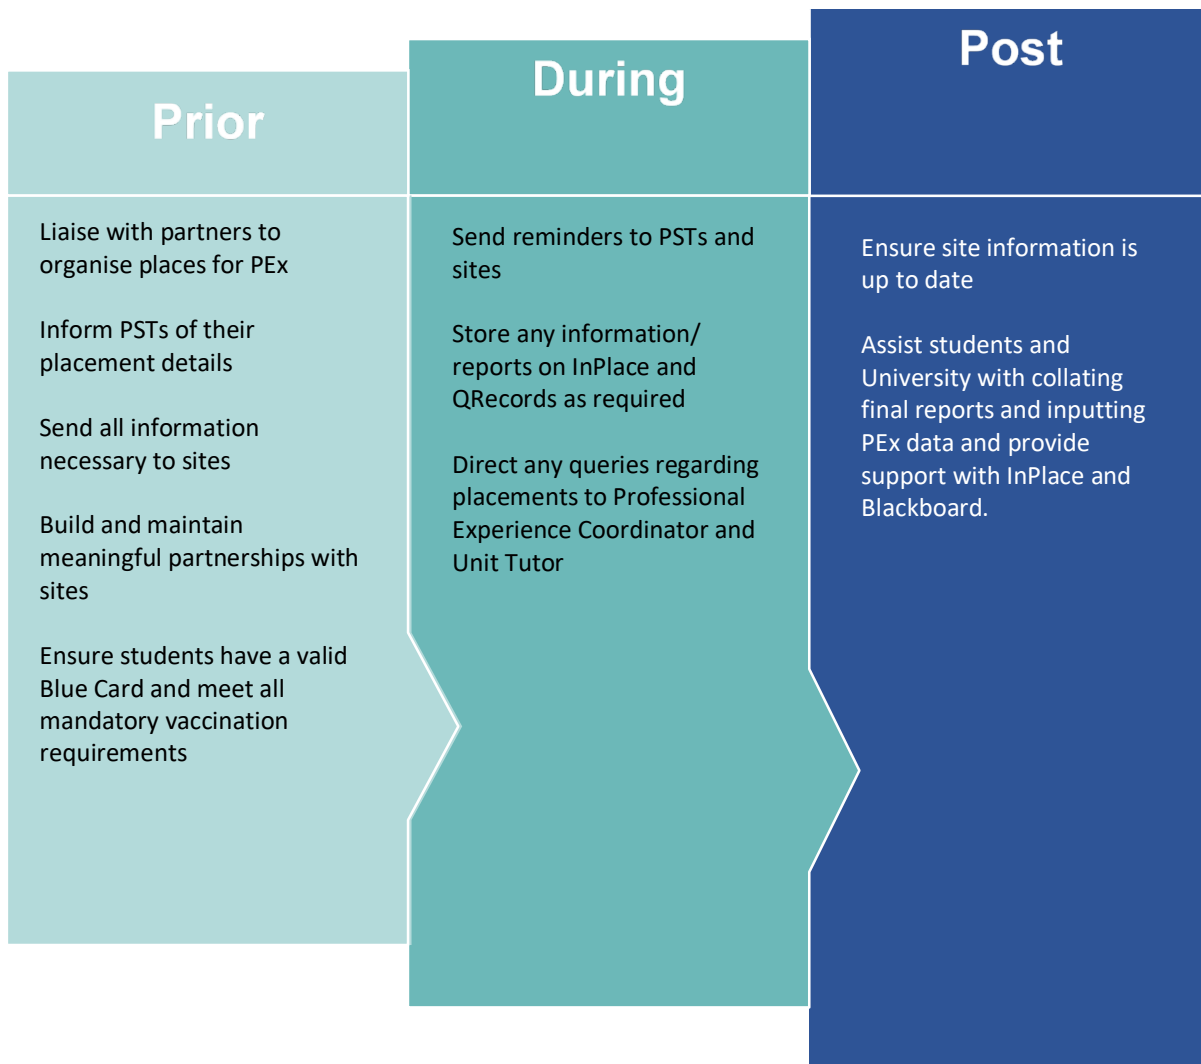 Prior
Liaise with partners to
organise places for PEx
Inform PSTs of their
placement details
Send all information
necessary to sites
Build and maintain
meaningful partnerships with
sites
Ensure students have a valid
Blue Card and meet all
mandatory vaccination
requirements
During
Send reminders to PSTs and
sites
Store any information/
reports on InPlace and
QRecords as required
Direct any queries regarding
placements to Professional
Experience Coordinator and
Unit Tutor
Post
Ensure site information is
up to date
Assist students and
University with collating
final reports and inputting
PEx data and provide
support with InPlace and
Blackboard.